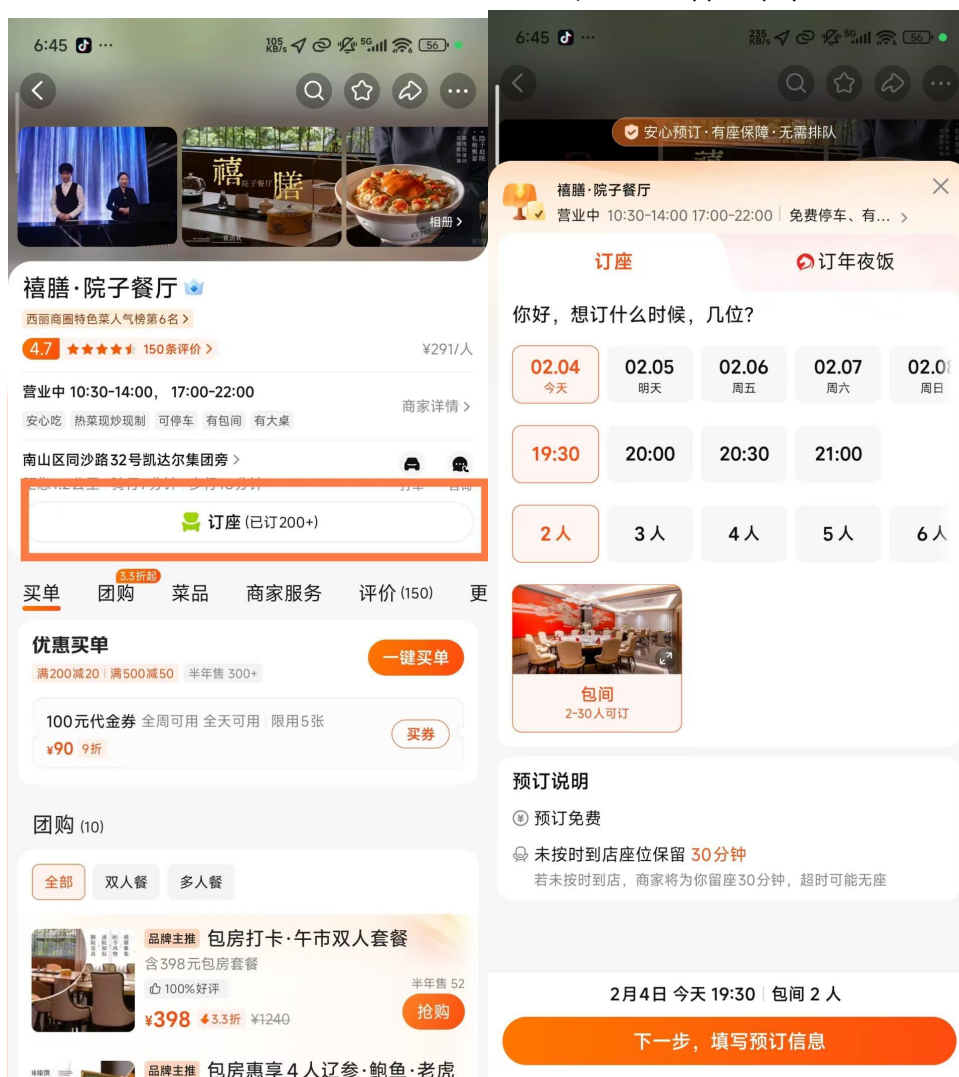 6:45
105 KB/s
5G
56
禧膳
院子餐厅
相册
禧膳·院子餐厅
西丽商圈特色菜人气榜第6名
4.7
150条评价
¥291/人
营业中 10:30-14:00, 17:00-22:00
商家详情
安心吃 热菜现炒现制 可停车 有包间 有大桌
南山区同沙路32号凯达尔集团旁
订座 (已订200+)
3.3折起
买单 团购 菜品 商家服务 评价 (150) 更
优惠买单
一键买单
满200减20 满500减50 半年售 300+
100元代金券 全周可用 全天可用 限用5张
¥90 9折
买券
团购 (10)
全部 双人餐 多人餐
品牌主推 包房打卡·午市双人套餐
含398元包房套餐
100%好评
半年售 52
¥398 3.3折 ¥1240
抢购
品牌主推 包房惠享4人辽参·鲍鱼·老虎
6:45
235 KB/s
5G
56
安心预订·有座保障·无需排队
禧膳·院子餐厅
营业中 10:30-14:00 17:00-22:00 免费停车、有...
订座
订年夜饭
你好，想订什么时候，几位?
02.04 02.05 02.06 02.07
今天 明天 周五 周六 周日
19:30 20:00 20:30 21:00
2人 3人 4人 5人 6人
包间
2-30人可订
预订说明
预订免费
未按时到店座位保留 30分钟
若未按时到店，商家将为你留座30分钟，超时可能无座
2月4日 今天 19:30 包间 2 人
下一步，填写预订信息